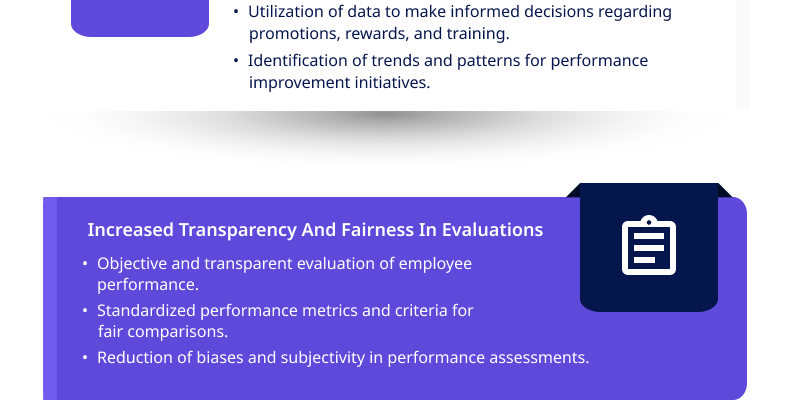 • Utilization of data to make informed decisions regarding
promotions, rewards, and training.
• Identification of trends and patterns for performance
improvement initiatives.
Increased Transparency And Fairness In Evaluations
• Objective and transparent evaluation of employee
performance.
• Standardized performance metrics and criteria for
fair comparisons.
• Reduction of biases and subjectivity in performance assessments.